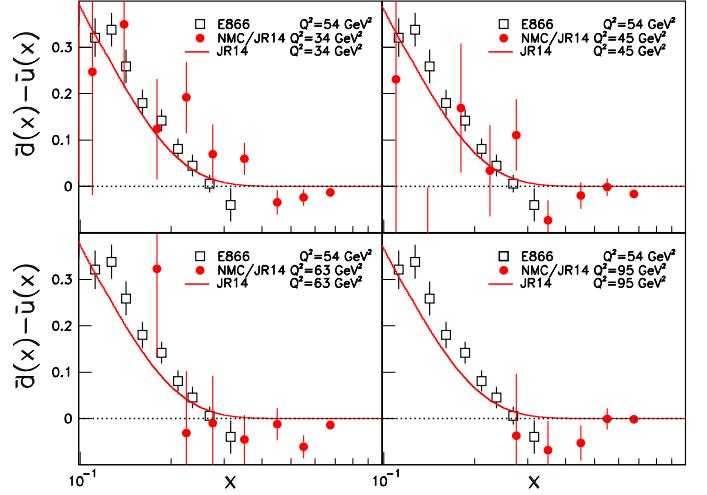 E866 Q²=54 GeV²
NMC/JR14 Q²=34 GeV²
JR14 Q²=34 GeV²
E866 Q²=54 GeV²
NMC/JR14 Q²=45 GeV²
JR14 Q²=45 GeV²
0.3
0.2
0.1
0
d̄(x)−ū(x)
E866 Q²=54 GeV²
NMC/JR14 Q²=63 GeV²
JR14 Q²=63 GeV²
E866 Q²=54 GeV²
NMC/JR14 Q²=95 GeV²
JR14 Q²=95 GeV²
0.3
0.2
0.1
0
d̄(x)−ū(x)
10⁻¹ x 10⁻¹ x